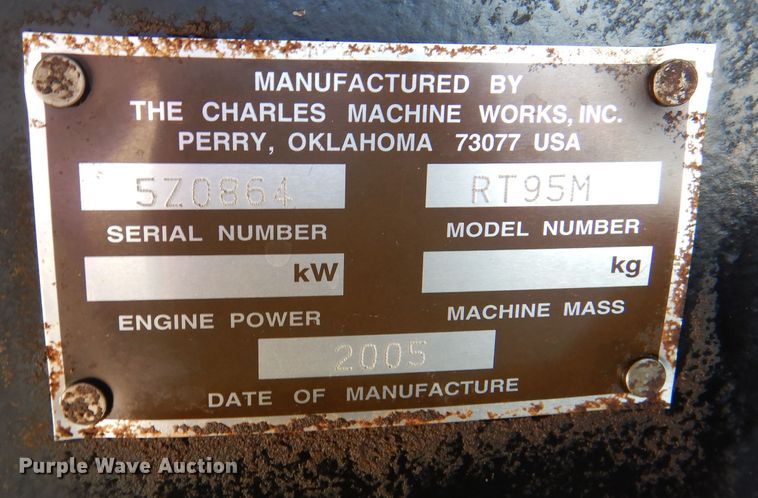 MANUFACTURED BY
THE CHARLES MACHINE WORKS, INC.
PERRY, OKLAHOMA 73077 USA
5Z0864 RT95M
SERIAL NUMBER MODEL NUMBER
kW kg
ENGINE POWER MACHINE MASS
2005
DATE OF MANUFACTURE
Purple Wave Auction